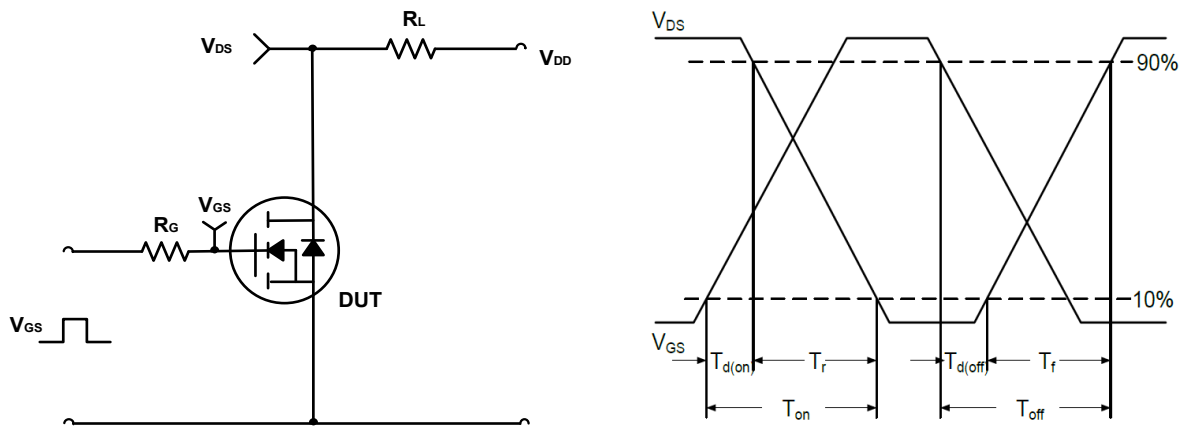 RL
VDS
VDD
VGS
RG
DUT
VGS
VDS
90%
10%
VGS
Td(on)
Tr
Td(off)
Tf
Ton
Toff